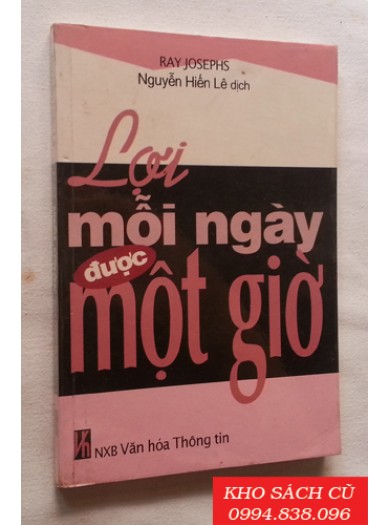 RAY JOSEPHS
Nguyễn Hiến Lê dịch
Lợi
mỗi ngày
được
một giờ
NXB Văn hóa Thông tin
KHO SÁCH CŨ
0994.838.096